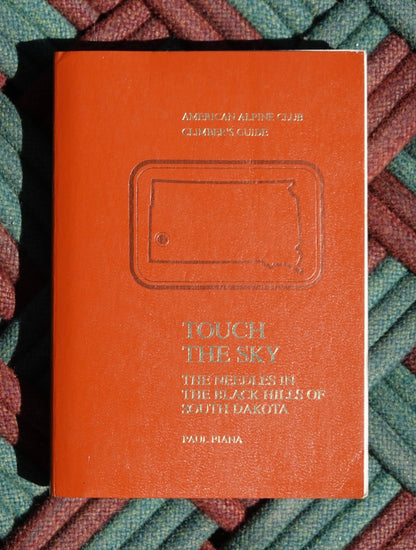 AMERICAN ALPINE CLUB
CLIMBER'S GUIDE
TOUCH
THE SKY
THE NEEDLES IN
THE BLACK HILLS OF
SOUTH DAKOTA
PAUL PIANA